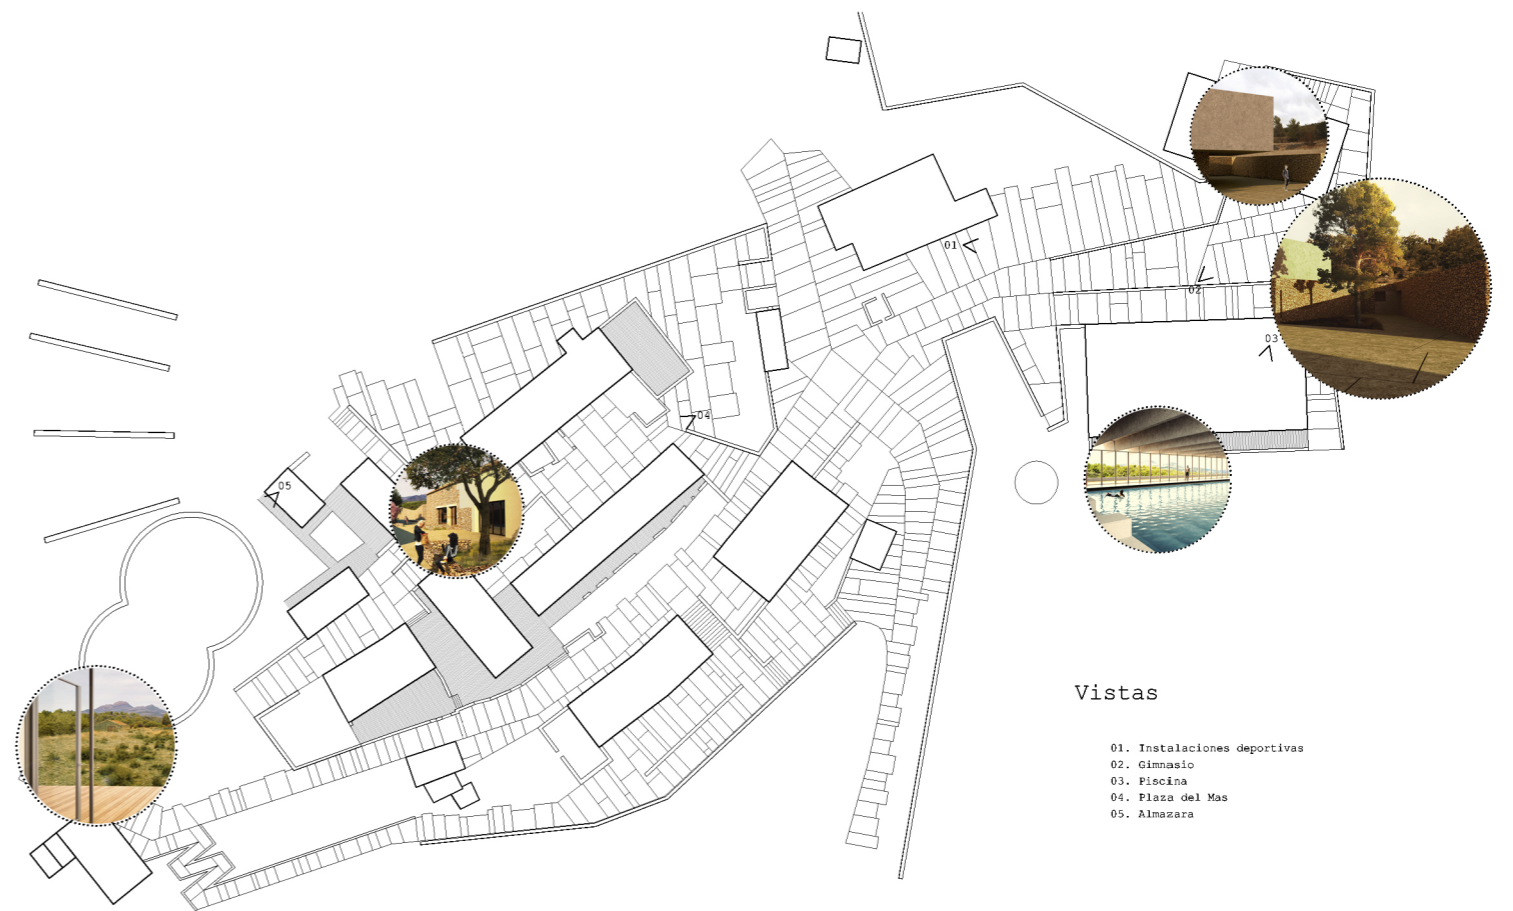 01
02
03
04
05
Vistas
01. Instalaciones deportivas
02. Gimnasio
03. Piscina
04. Plaza del Mas
05. Almazara